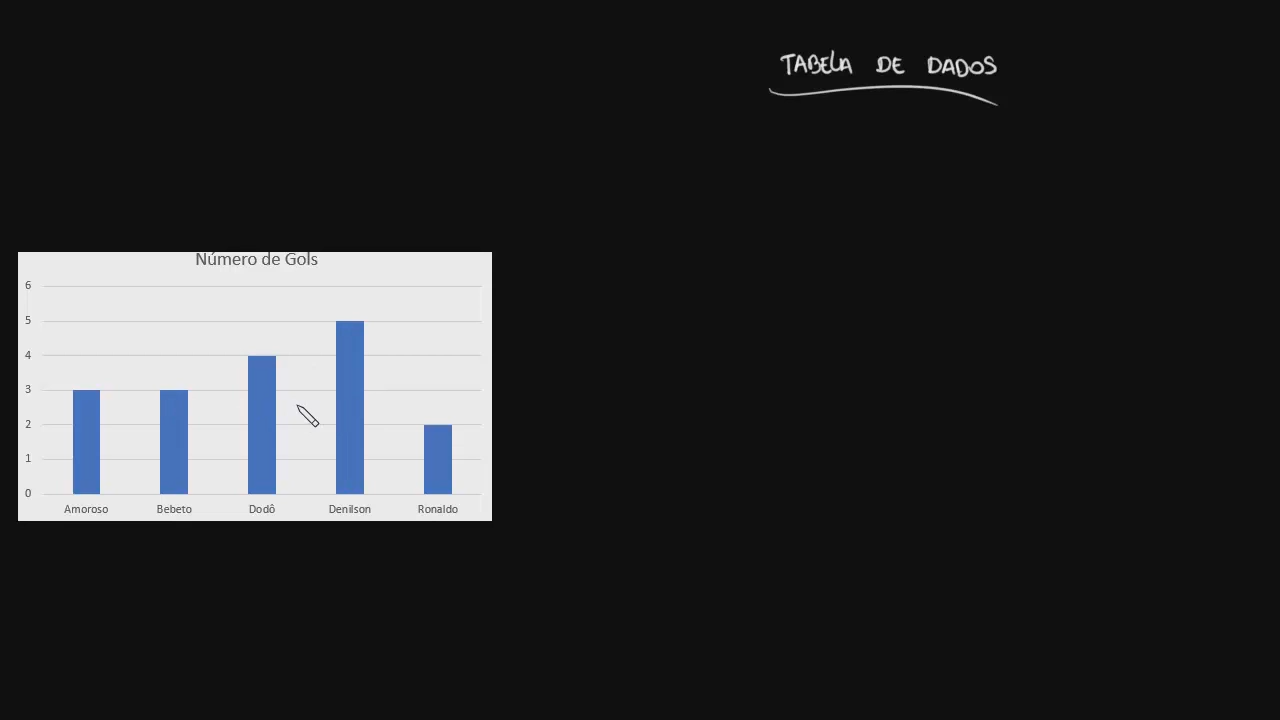 TABELA DE DADOS
Número de Gols
6
5
4
3
2
1
0
Amoroso Bebeto Dodô Denilson Ronaldo